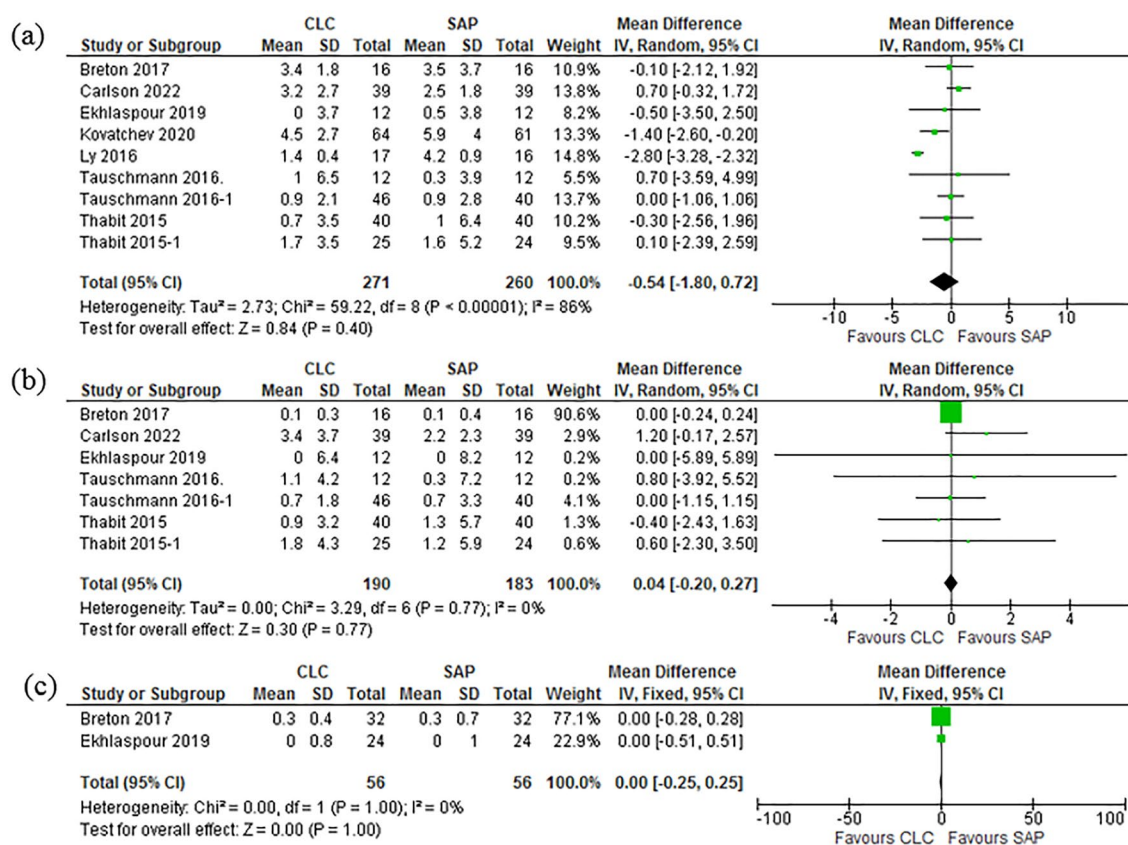 (a)
CLC SAP Mean Difference Mean Difference
Study or Subgroup Mean SD Total Mean SD Total Weight IV, Random, 95% CI IV, Random, 95% CI
Breton 2017 3.4 1.8 16 3.5 3.7 16 10.9% -0.10 [-2.12, 1.92]
Carlson 2022 3.2 2.7 39 2.5 1.8 39 13.8% 0.70 [-0.32, 1.72]
Ekhlaspour 2019 0 3.7 12 0.5 3.8 12 8.2% -0.50 [-3.50, 2.50]
Kovatchev 2020 4.5 2.7 64 5.9 4 61 13.3% -1.40 [-2.60, -0.20]
Ly 2016 1.4 0.4 17 4.2 0.9 16 14.8% -2.80 [-3.28, -2.32]
Tauschmann 2016. 1 6.5 12 0.3 3.9 12 5.5% 0.70 [-3.59, 4.99]
Tauschmann 2016-1 0.9 2.1 46 0.9 2.8 40 13.7% 0.00 [-1.06, 1.06]
Thabit 2015 0.7 3.5 40 1 6.4 40 10.2% -0.30 [-2.56, 1.96]
Thabit 2015-1 1.7 3.5 25 1.6 5.2 24 9.5% 0.10 [-2.39, 2.59]
Total (95% CI) 271 260 100.0% -0.54 [-1.80, 0.72]
Heterogeneity: Tau² = 2.73; Chi² = 59.22, df = 8 (P < 0.00001); I² = 86%
Test for overall effect: Z = 0.84 (P = 0.40)
-10 -5 0 5 10
Favours CLC Favours SAP
(b)
CLC SAP Mean Difference Mean Difference
Study or Subgroup Mean SD Total Mean SD Total Weight IV, Random, 95% CI IV, Random, 95% CI
Breton 2017 0.1 0.3 16 0.1 0.4 16 90.6% 0.00 [-0.24, 0.24]
Carlson 2022 3.4 3.7 39 2.2 2.3 39 2.9% 1.20 [-0.17, 2.57]
Ekhlaspour 2019 0 6.4 12 0 8.2 12 0.2% 0.00 [-5.89, 5.89]
Tauschmann 2016. 1.1 4.2 12 0.3 7.2 12 0.2% 0.80 [-3.92, 5.52]
Tauschmann 2016-1 0.7 1.8 46 0.7 3.3 40 4.1% 0.00 [-1.15, 1.15]
Thabit 2015 0.9 3.2 40 1.3 5.7 40 1.3% -0.40 [-2.43, 1.63]
Thabit 2015-1 1.8 4.3 25 1.2 5.9 24 0.6% 0.60 [-2.30, 3.50]
Total (95% CI) 190 183 100.0% 0.04 [-0.20, 0.27]
Heterogeneity: Tau² = 0.00; Chi² = 3.29, df = 6 (P = 0.77); I² = 0%
Test for overall effect: Z = 0.30 (P = 0.77)
-4 -2 0 2 4
Favours CLC Favours SAP
(c)
CLC SAP Mean Difference Mean Difference
Study or Subgroup Mean SD Total Mean SD Total Weight IV, Fixed, 95% CI IV, Fixed, 95% CI
Breton 2017 0.3 0.4 32 0.3 0.7 32 77.1% 0.00 [-0.28, 0.28]
Ekhlaspour 2019 0 0.8 24 0 1 24 22.9% 0.00 [-0.51, 0.51]
Total (95% CI) 56 56 100.0% 0.00 [-0.25, 0.25]
Heterogeneity: Chi² = 0.00, df = 1 (P = 1.00); I² = 0%
Test for overall effect: Z = 0.00 (P = 1.00)
-100 -50 0 50 100
Favours CLC Favours SAP